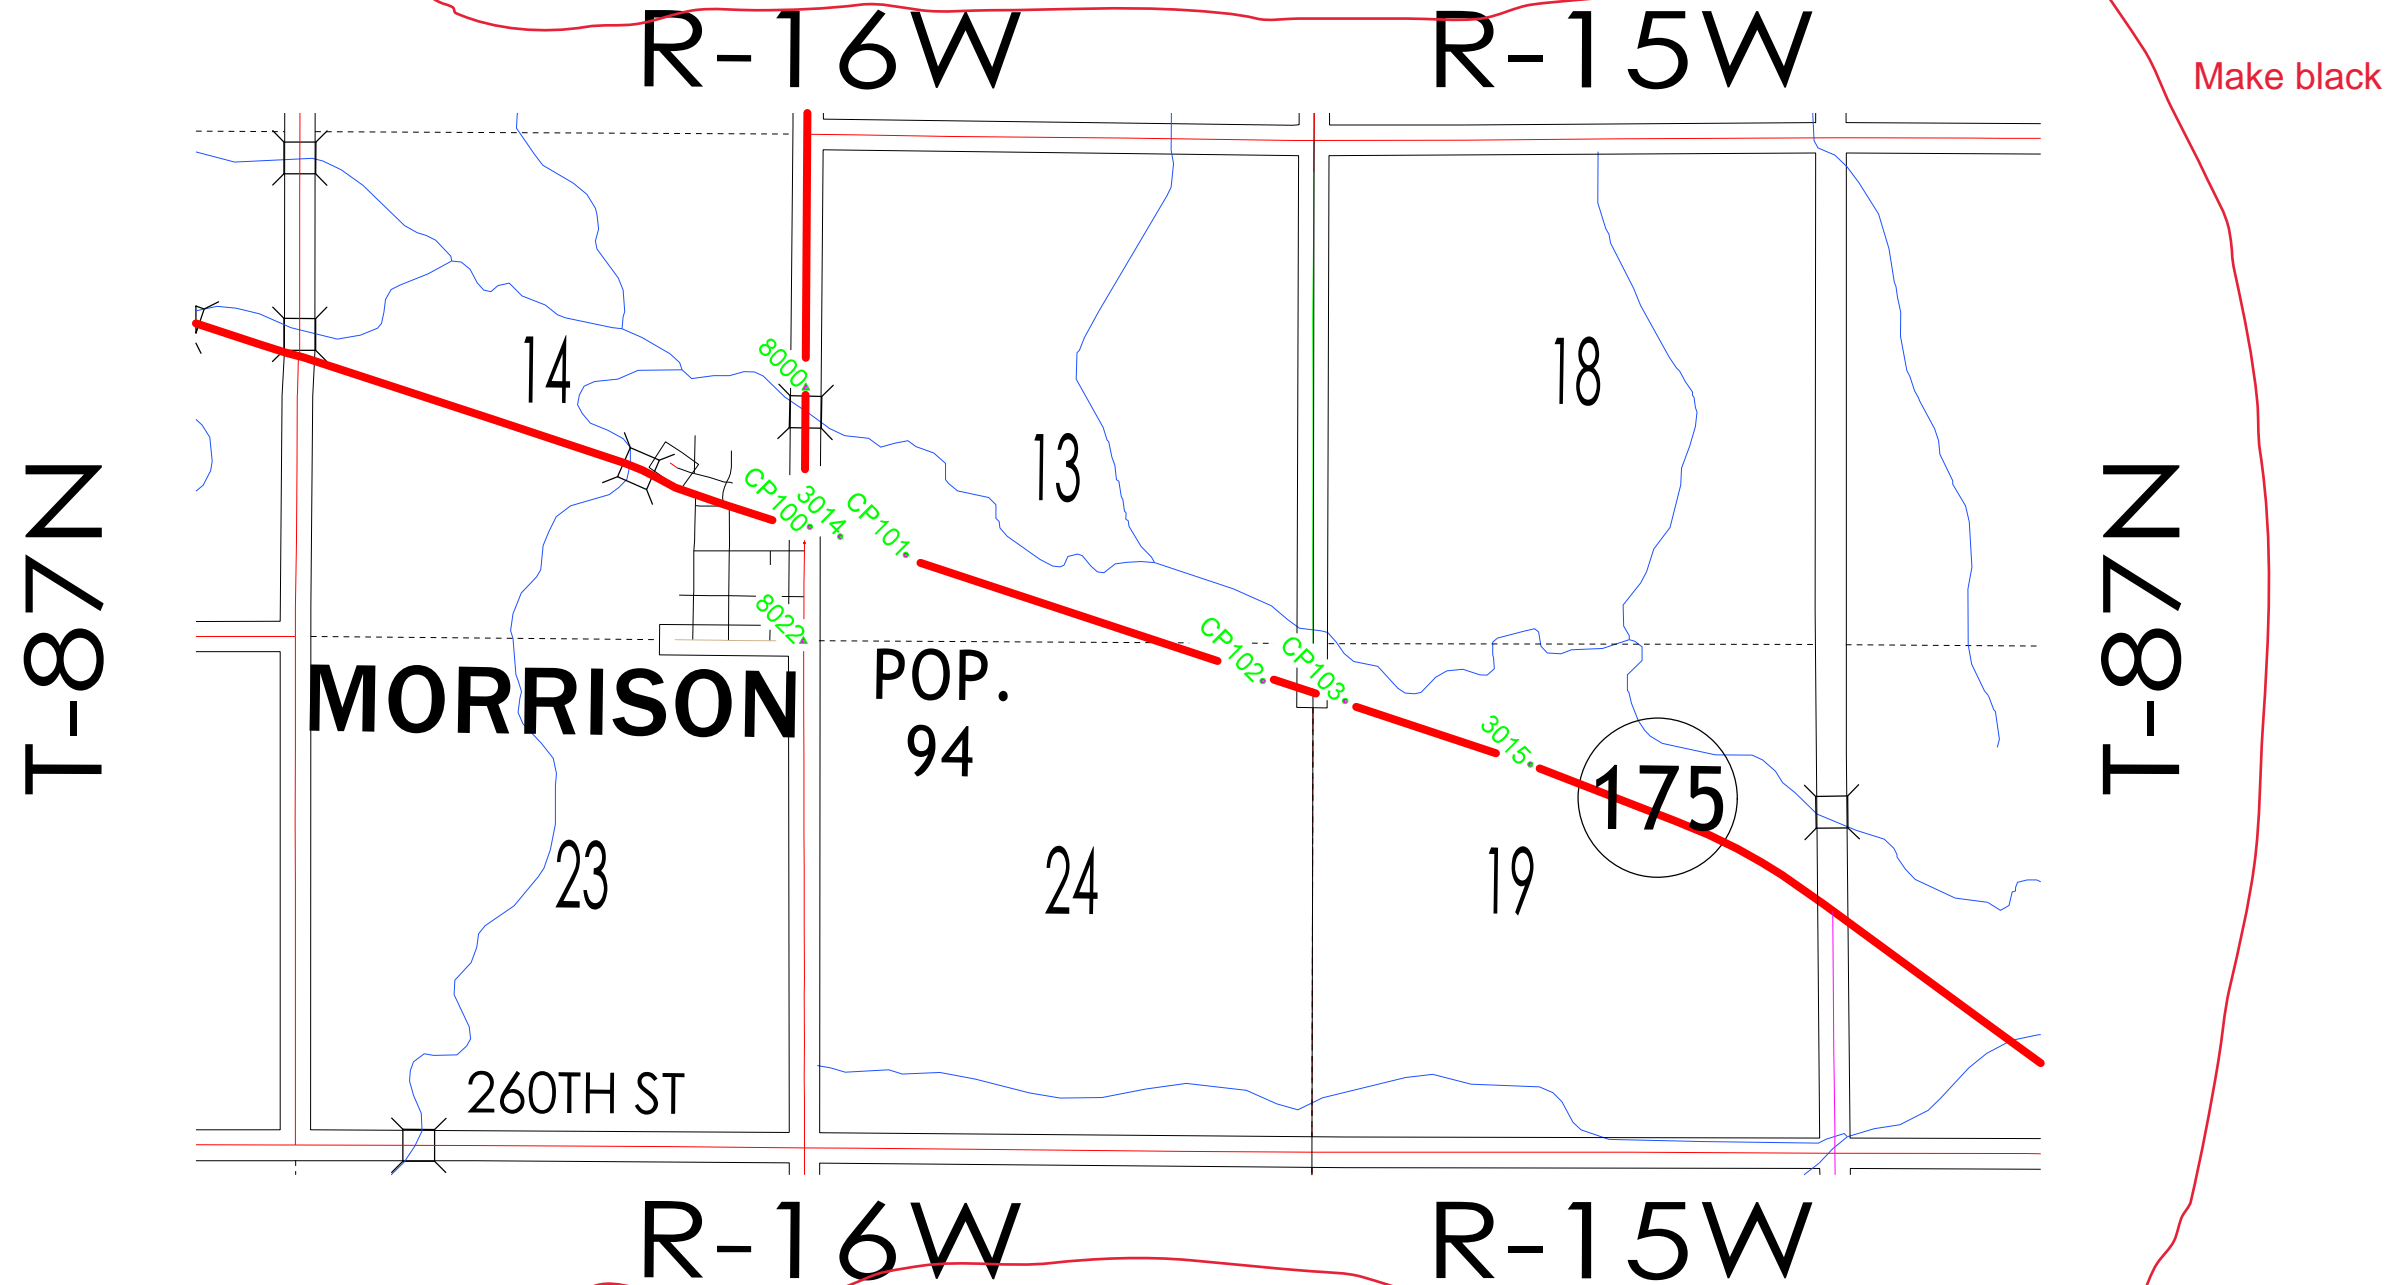 R-16W
R-15W
Make black
14
8000
18
13
CP100
3014
CP101
T-87N
T-87N
8022
CP102
CP103
MORRISON
POP.
94
3015
175
23
24
19
260TH ST
R-16W
R-15W